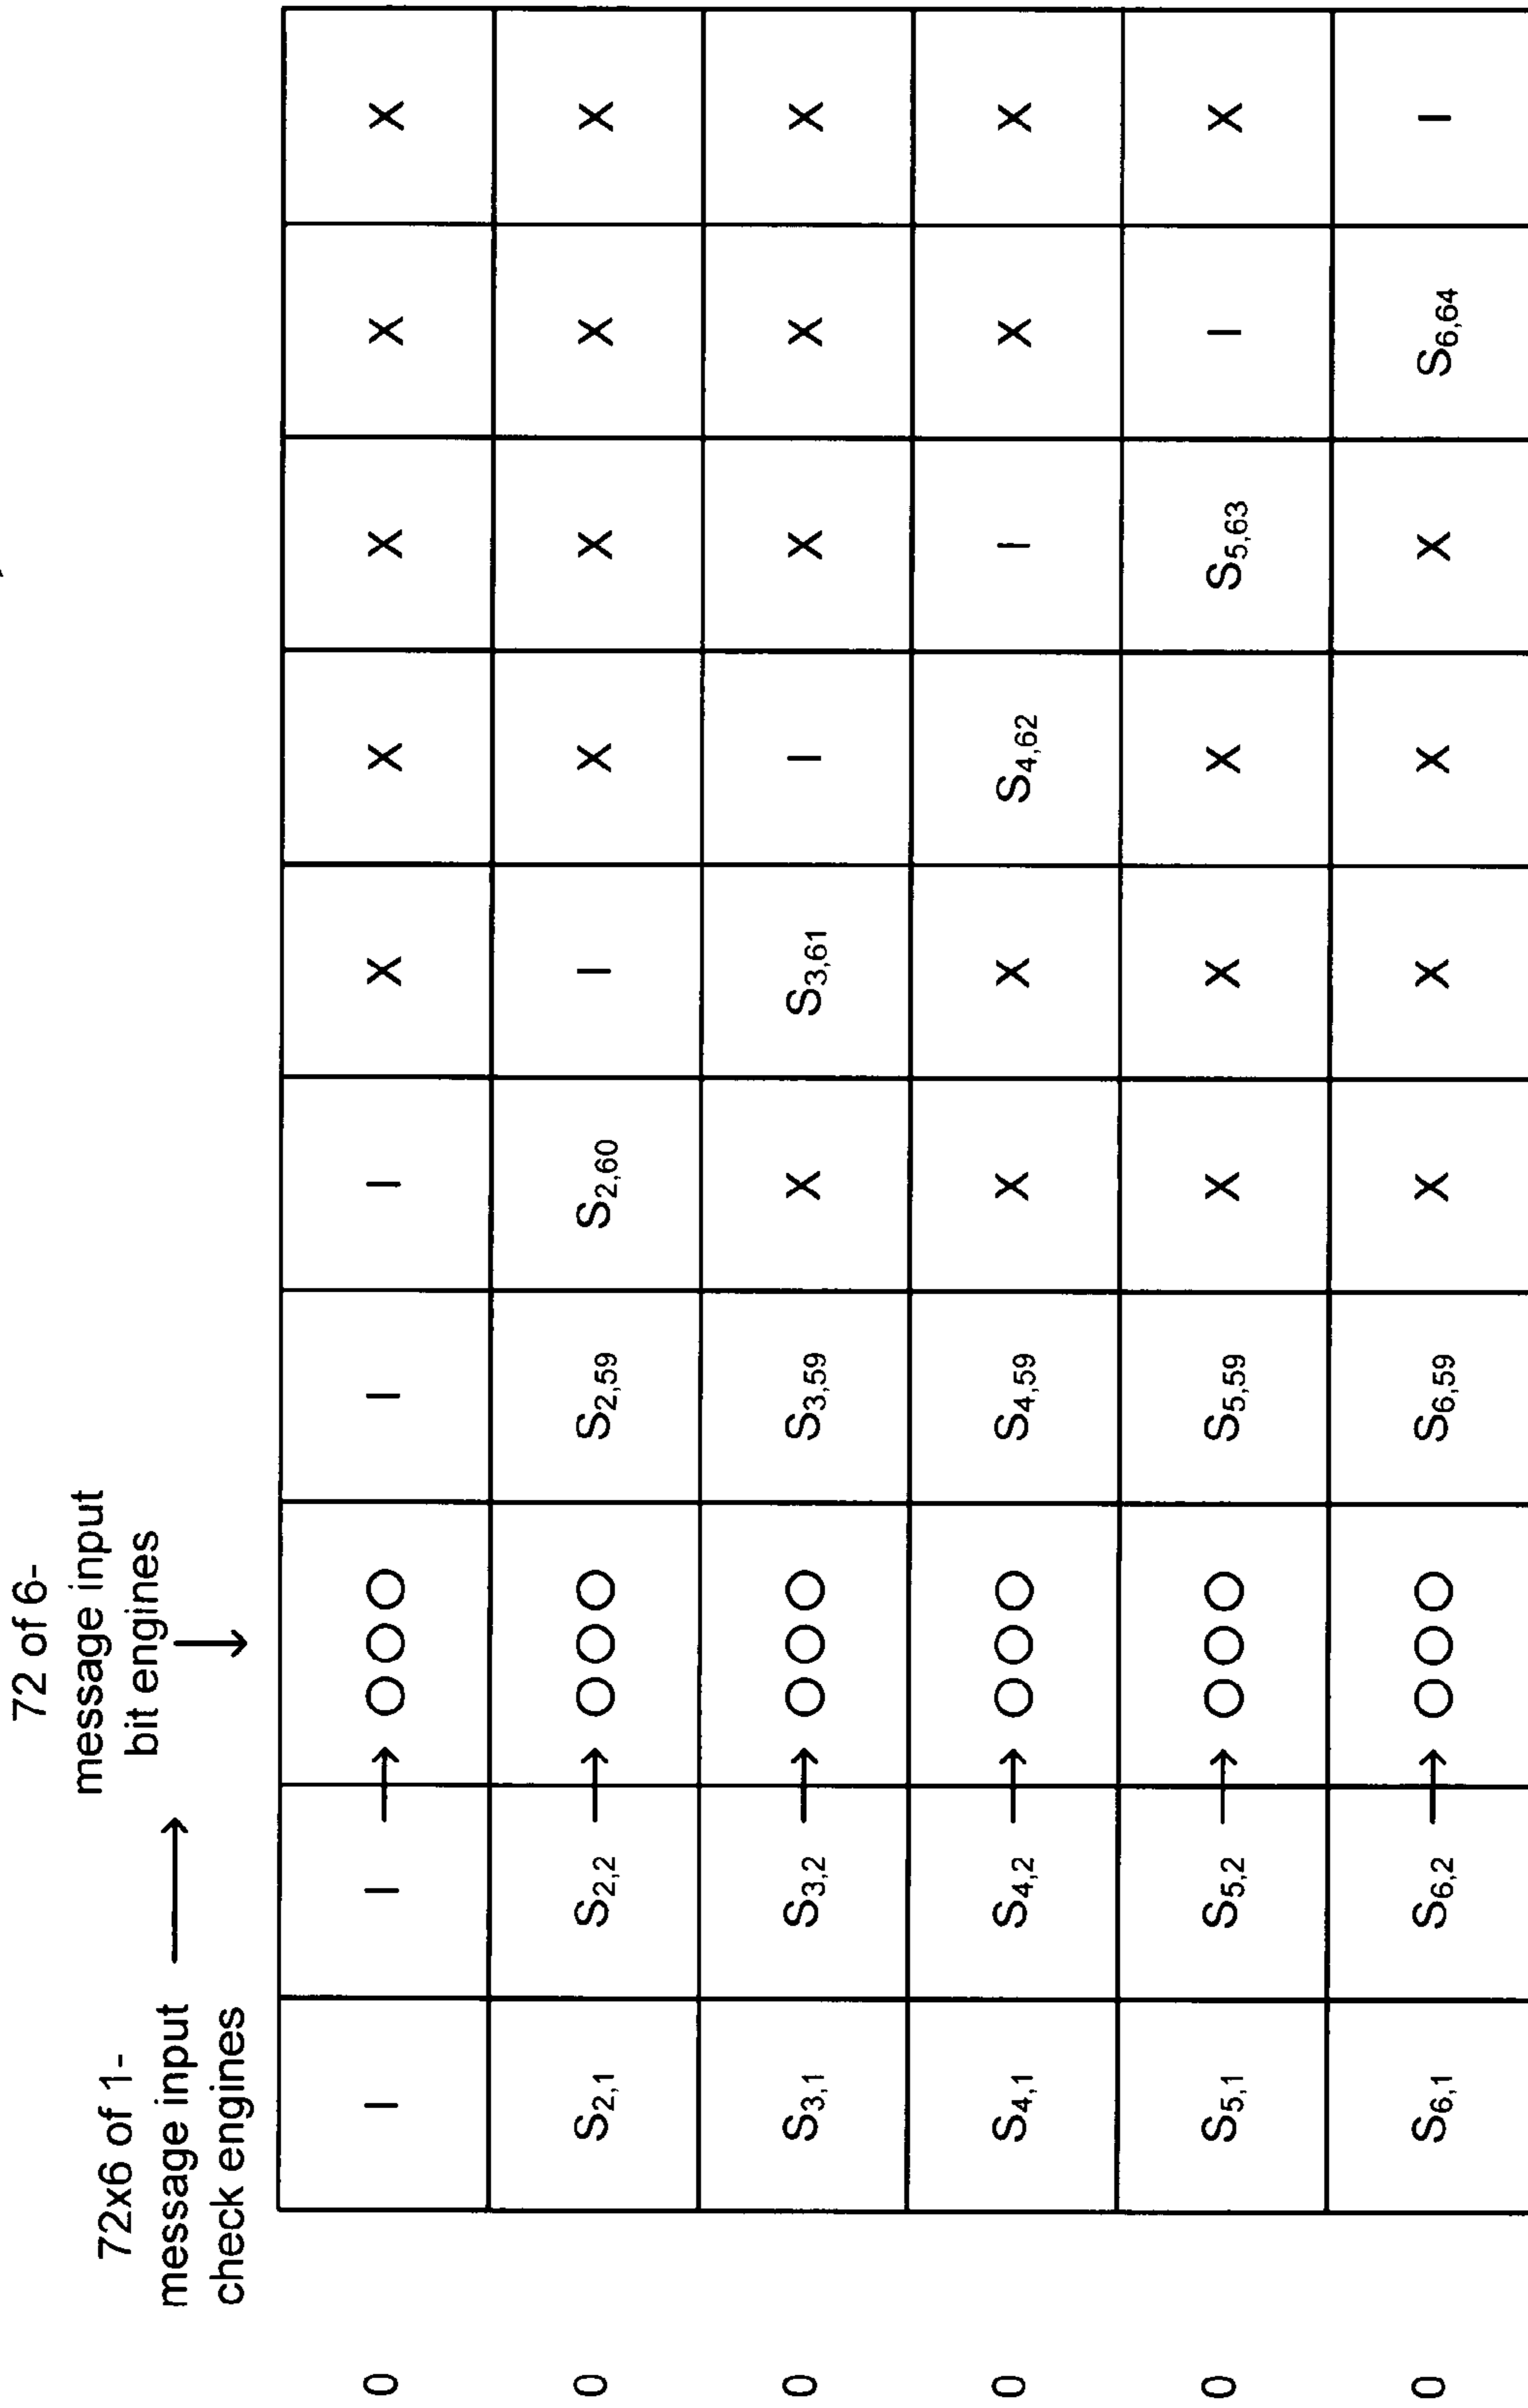 72 of 6-
message input
bit engines
72x6 of 1-
message input
check engines
0 I I I I X X X X X
0 S2,1 S2,2 S2,59 S2,60 I X X X X
0 S3,1 S3,2 S3,59 X S3,61 I X X X
0 S4,1 S4,2 S4,59 X X S4,62 I X X
0 S5,1 S5,2 S5,59 X X X S5,63 I X
0 S6,1 S6,2 S6,59 X X X X S6,64 I